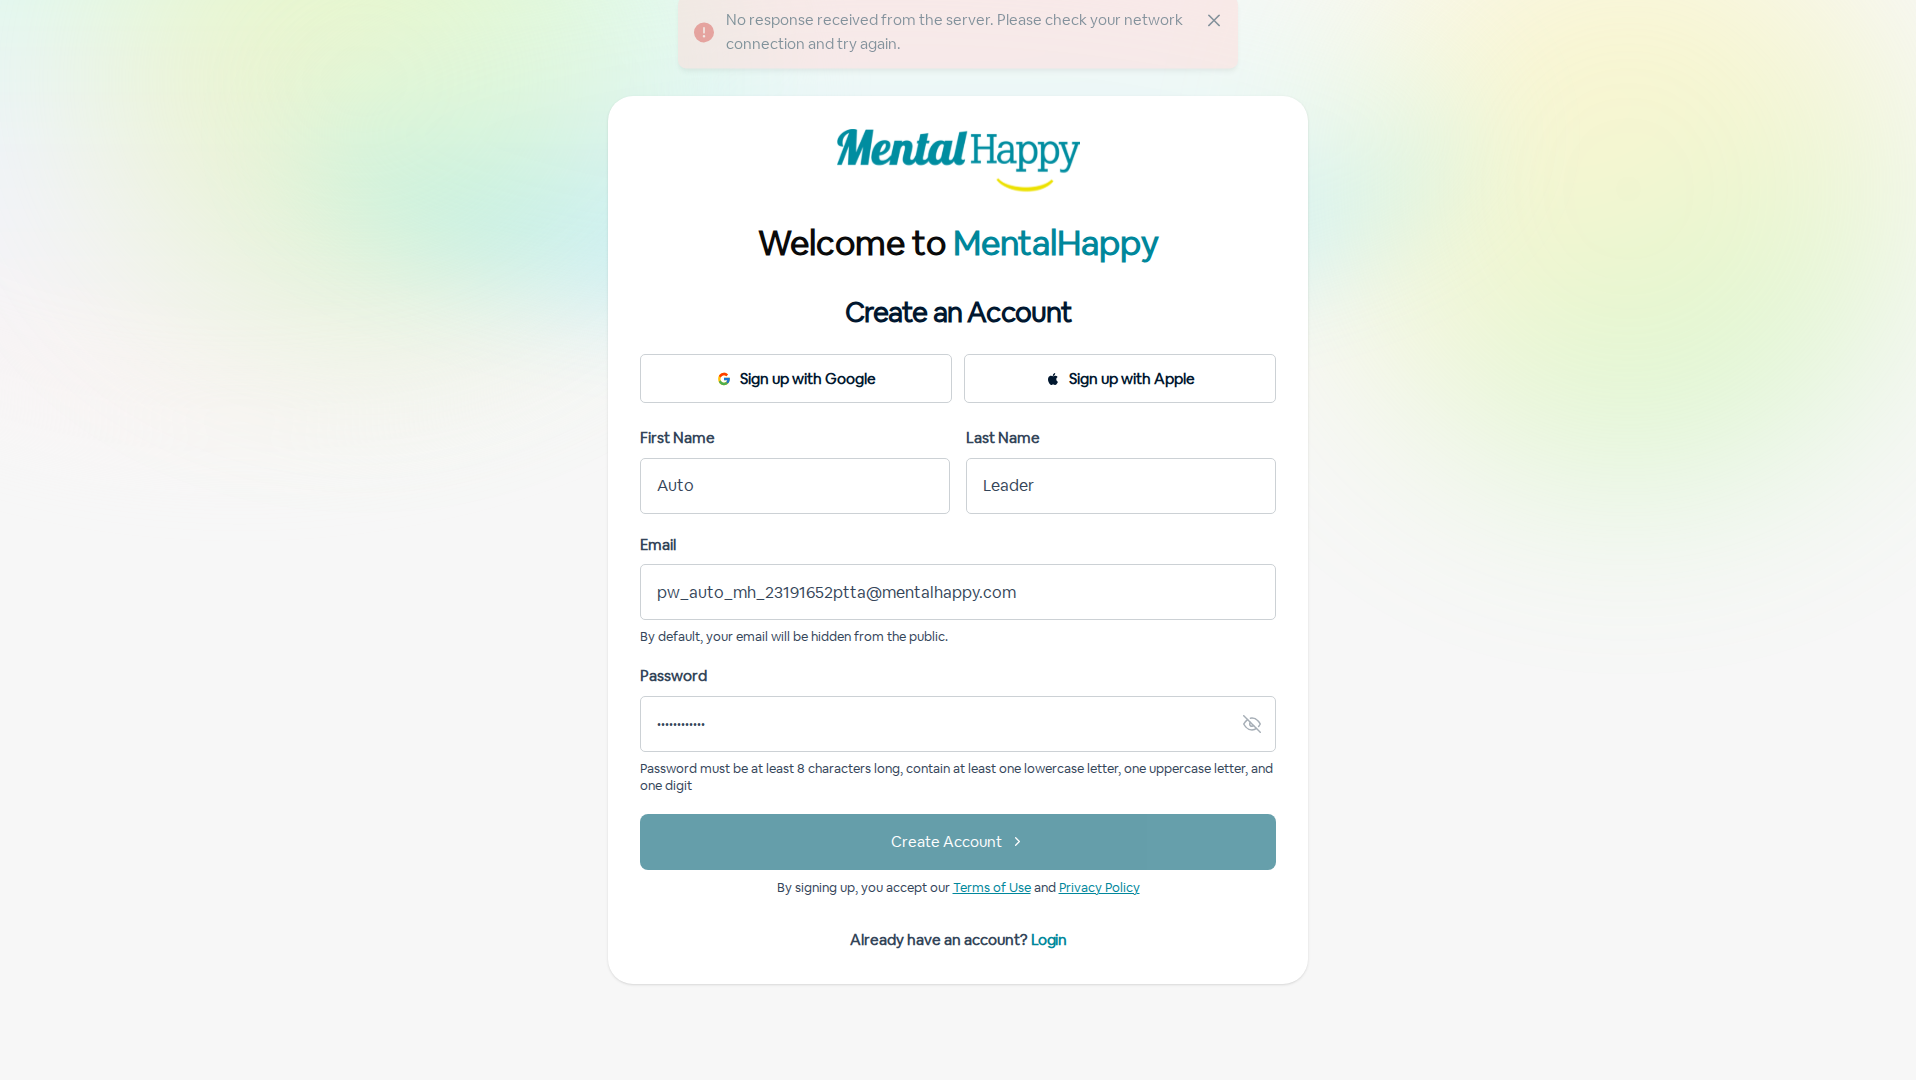 No response received from the server. Please check your network
connection and try again.
Mental Happy
Welcome to MentalHappy
Create an Account
Sign up with Google
Sign up with Apple
First Name
Last Name
Auto
Leader
Email
pw_auto_mh_23191652ptta@mentalhappy.com
By default, your email will be hidden from the public.
Password
••••••••••••
Password must be at least 8 characters long, contain at least one lowercase letter, one uppercase letter, and
one digit
Create Account
By signing up, you accept our Terms of Use and Privacy Policy
Already have an account? Login